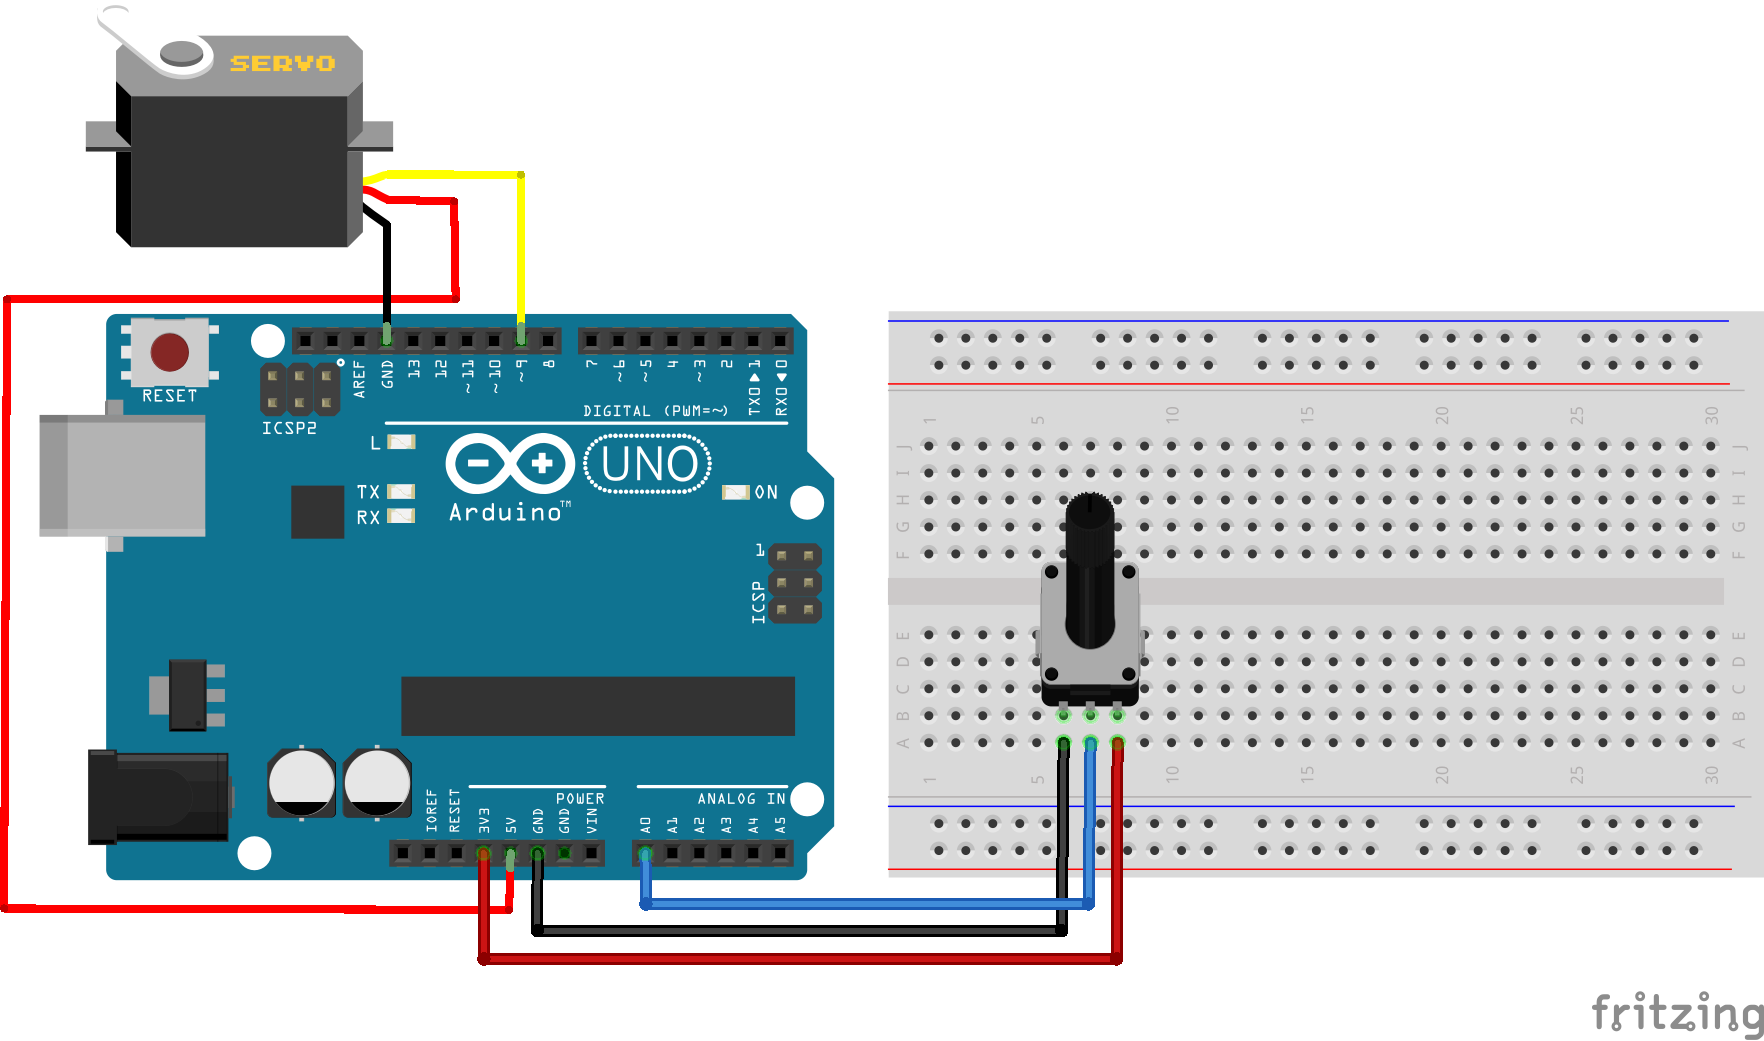 SERVO
RESET
ICSP2
AREF
GND
13
12
~11
~10
~9
8
7
~6
~5
4
~3
2
TX0▶1
RX0◀0
DIGITAL (PWM=~)
L
TX
RX
Arduino™
UNO
ON
1
ICSP
IOREF
RESET
3V3
5V
GND
GND
VIN
POWER
A0
A1
A2
A3
A4
A5
ANALOG IN
1 5 10 15 20 25 30
J J
I I
H H
G G
F F
E E
D D
C C
B B
A A
1 5 10 15 20 25 30
fritzing